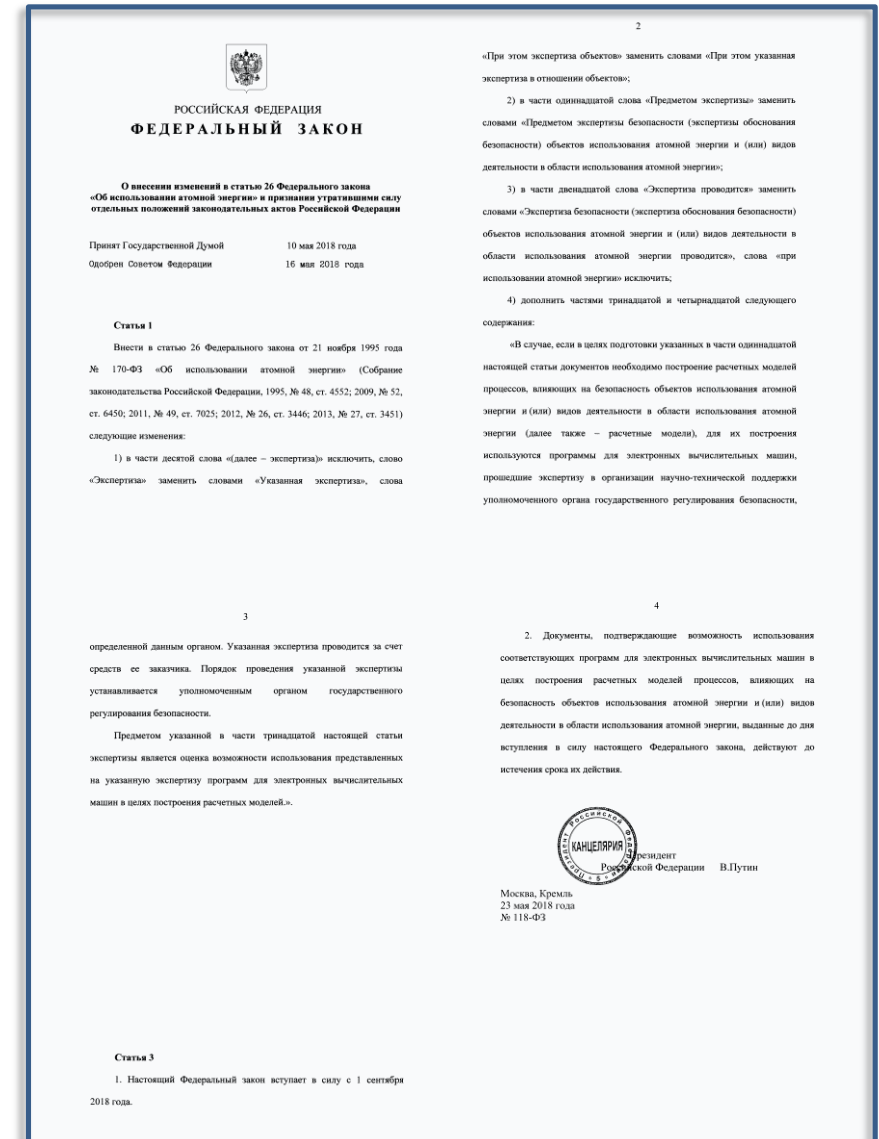 РОССИЙСКАЯ ФЕДЕРАЦИЯ
ФЕДЕРАЛЬНЫЙ ЗАКОН
О внесении изменений в статью 26 Федерального закона
«Об использовании атомной энергии» и признании утратившими силу
отдельных положений законодательных актов Российской Федерации
Принят Государственной Думой 10 мая 2018 года
Одобрен Советом Федерации 16 мая 2018 года
Статья 1
Внести в статью 26 Федерального закона от 21 ноября 1995 года
№ 170-ФЗ «Об использовании атомной энергии» (Собрание
законодательства Российской Федерации, 1995, № 48, ст. 4552; 2009, № 52,
ст. 6450; 2011, № 49, ст. 7025; 2012, № 26, ст. 3446; 2013, № 27, ст. 3451)
следующие изменения:
1) в части десятой слова «(далее – экспертиза)» исключить, слово
«Экспертиза» заменить словами «Указанная экспертиза», слова
2
«При этом экспертиза объектов» заменить словами «При этом указанная
экспертиза в отношении объектов»;
2) в части одиннадцатой слова «Предметом экспертизы» заменить
словами «Предметом экспертизы безопасности (экспертизы обоснования
безопасности) объектов использования атомной энергии и (или) видов
деятельности в области использования атомной энергии»;
3) в части двенадцатой слова «Экспертиза проводится» заменить
словами «Экспертиза безопасности (экспертиза обоснования безопасности)
объектов использования атомной энергии и (или) видов деятельности в
области использования атомной энергии проводится», слова «при
использовании атомной энергии» исключить;
4) дополнить частями тринадцатой и четырнадцатой следующего
содержания:
«В случае, если в целях подготовки указанных в части одиннадцатой
настоящей статьи документов необходимо построение расчетных моделей
процессов, влияющих на безопасность объектов использования атомной
энергии и (или) видов деятельности в области использования атомной
энергии (далее также – расчетные модели), для их построения
используются программы для электронных вычислительных машин,
прошедшие экспертизу в организации научно-технической поддержки
уполномоченного органа государственного регулирования безопасности,
3
определенной данным органом. Указанная экспертиза проводится за счет
средств ее заказчика. Порядок проведения указанной экспертизы
устанавливается уполномоченным органом государственного
регулирования безопасности.
Предметом указанной в части тринадцатой настоящей статьи
экспертизы является оценка возможности использования представленных
на указанную экспертизу программ для электронных вычислительных
машин в целях построения расчетных моделей.».
Статья 3
1. Настоящий Федеральный закон вступает в силу с 1 сентября
2018 года.
4
2. Документы, подтверждающие возможность использования
соответствующих программ для электронных вычислительных машин в
целях построения расчетных моделей процессов, влияющих на
безопасность объектов использования атомной энергии и (или) видов
деятельности в области использования атомной энергии, выданные до дня
вступления в силу настоящего Федерального закона, действуют до
истечения срока их действия.
Президент Российской Федерации
КАНЦЕЛЯРИЯ
8
Президент
Российской Федерации В.Путин
Москва, Кремль
23 мая 2018 года
№ 118-ФЗ